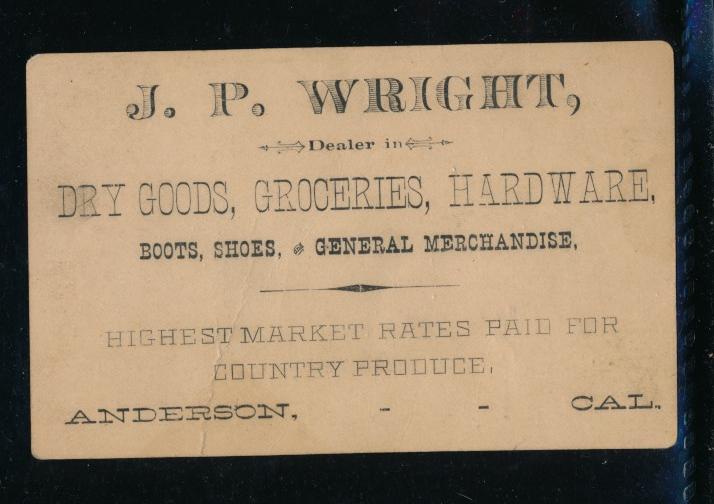 J. P. WRIGHT,
Dealer in
DRY GOODS, GROCERIES, HARDWARE,
BOOTS, SHOES, & GENERAL MERCHANDISE,
HIGHEST MARKET RATES PAID FOR
COUNTRY PRODUCE,
ANDERSON, - - CAL.